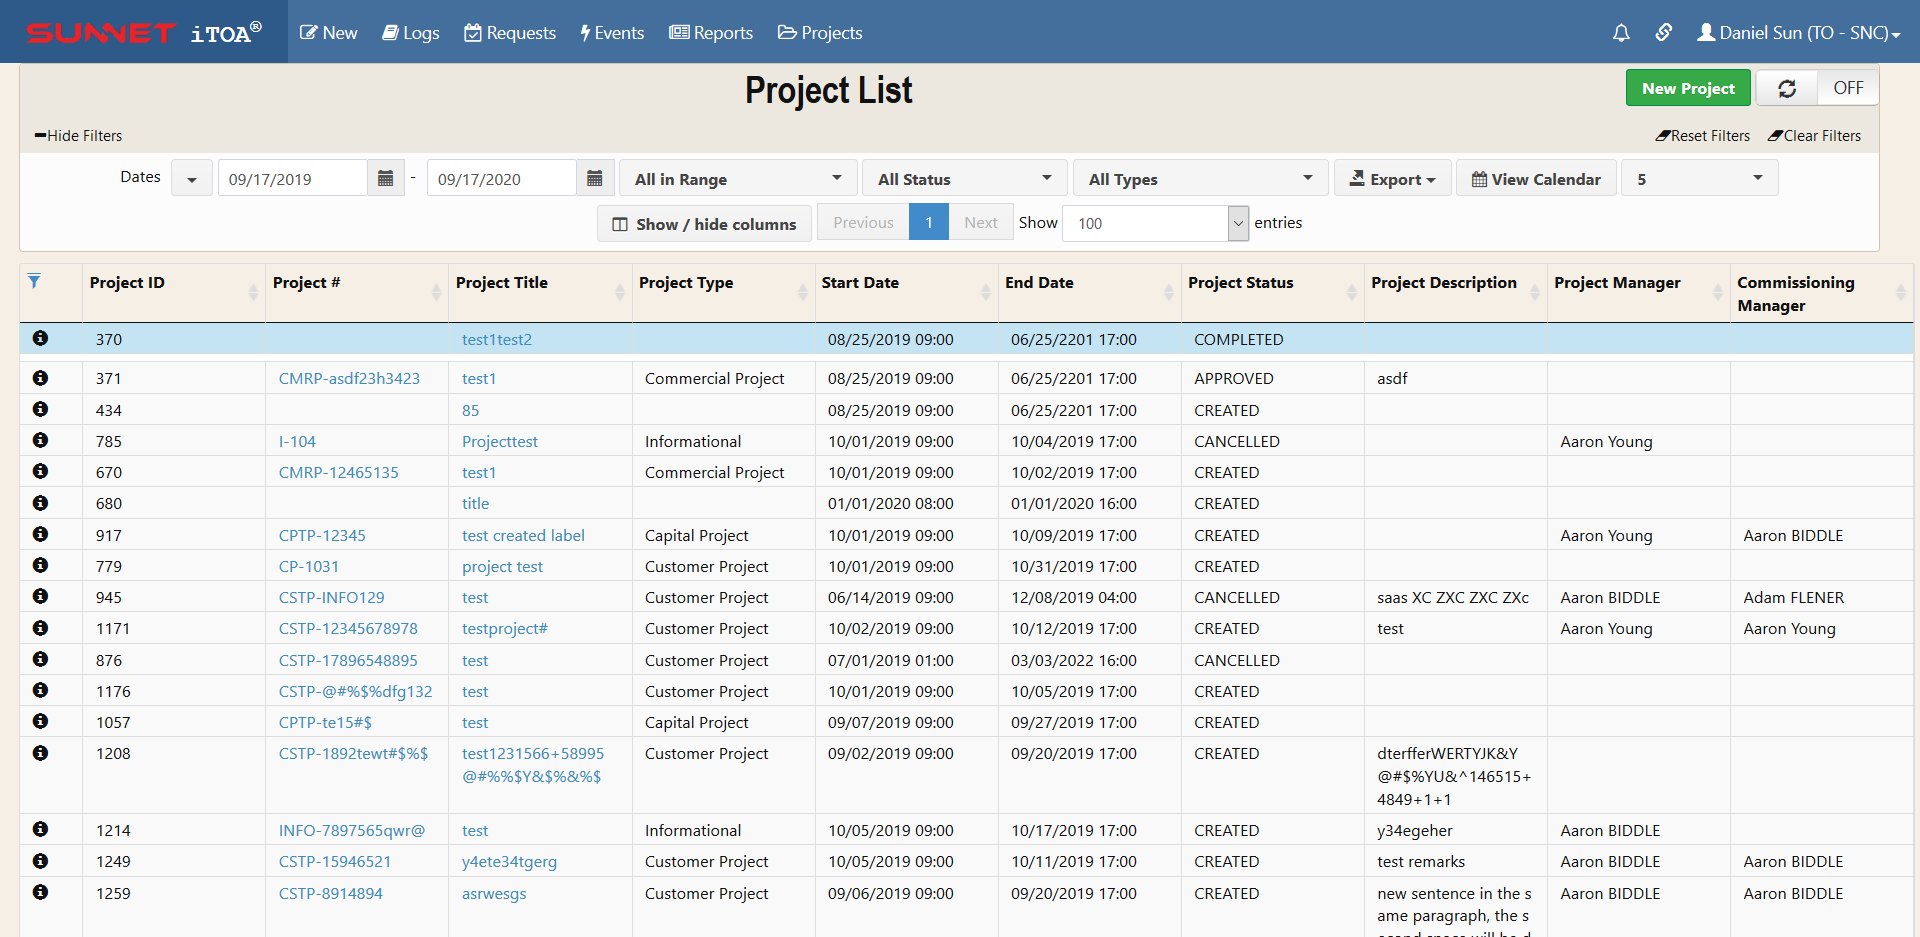 SUNNET iTOA® New Logs Requests Events Reports Projects Daniel Sun (TO - SNC)
Project List New Project OFF
Hide Filters Reset Filters Clear Filters
Dates 09/17/2019 - 09/17/2020 All in Range All Status All Types Export View Calendar 5
Show / hide columns Previous 1 Next Show 100 entries
Project ID Project # Project Title Project Type Start Date End Date Project Status Project Description Project Manager Commissioning
Manager
370 test1test2 08/25/2019 09:00 06/25/2201 17:00 COMPLETED
371 CMRP-asdf23h3423 test1 Commercial Project 08/25/2019 09:00 06/25/2201 17:00 APPROVED asdf
434 85 08/25/2019 09:00 06/25/2201 17:00 CREATED
785 I-104 Projecttest Informational 10/01/2019 09:00 10/04/2019 17:00 CANCELLED Aaron Young
670 CMRP-12465135 test1 Commercial Project 10/01/2019 09:00 10/02/2019 17:00 CREATED
680 title 01/01/2020 08:00 01/01/2020 16:00 CREATED
917 CPTP-12345 test created label Capital Project 10/01/2019 09:00 10/09/2019 17:00 CREATED Aaron Young Aaron BIDDLE
779 CP-1031 project test Customer Project 10/01/2019 09:00 10/31/2019 17:00 CREATED
945 CSTP-INFO129 test Customer Project 06/14/2019 09:00 12/08/2019 04:00 CANCELLED saas XC ZXC ZXC ZXc Aaron BIDDLE Adam FLENER
1171 CSTP-12345678978 testproject# Customer Project 10/02/2019 09:00 10/12/2019 17:00 CREATED test Aaron Young Aaron Young
876 CSTP-17896548895 test Customer Project 07/01/2019 01:00 03/03/2022 16:00 CANCELLED
1176 CSTP-@#%$%dfg132 test Customer Project 10/01/2019 09:00 10/05/2019 17:00 CREATED
1057 CPTP-te15#$ test Capital Project 09/07/2019 09:00 09/27/2019 17:00 CREATED
1208 CSTP-1892tewt#$%$ test1231566+58995 Customer Project 09/02/2019 09:00 09/20/2019 17:00 CREATED dterfferWERTYJK&Y
@#%%$Y&$%&%$ @#$%YU&^146515+
4849+1+1
1214 INFO-7897565qwr@ test Informational 10/05/2019 09:00 10/17/2019 17:00 CREATED y34egeher Aaron BIDDLE
1249 CSTP-15946521 y4ete34tgerg Customer Project 10/05/2019 09:00 10/11/2019 17:00 CREATED test remarks Aaron BIDDLE Aaron BIDDLE
1259 CSTP-8914894 asrwesgs Customer Project 09/06/2019 09:00 09/20/2019 17:00 CREATED new sentence in the s Aaron BIDDLE Aaron BIDDLE
ame paragraph, the s